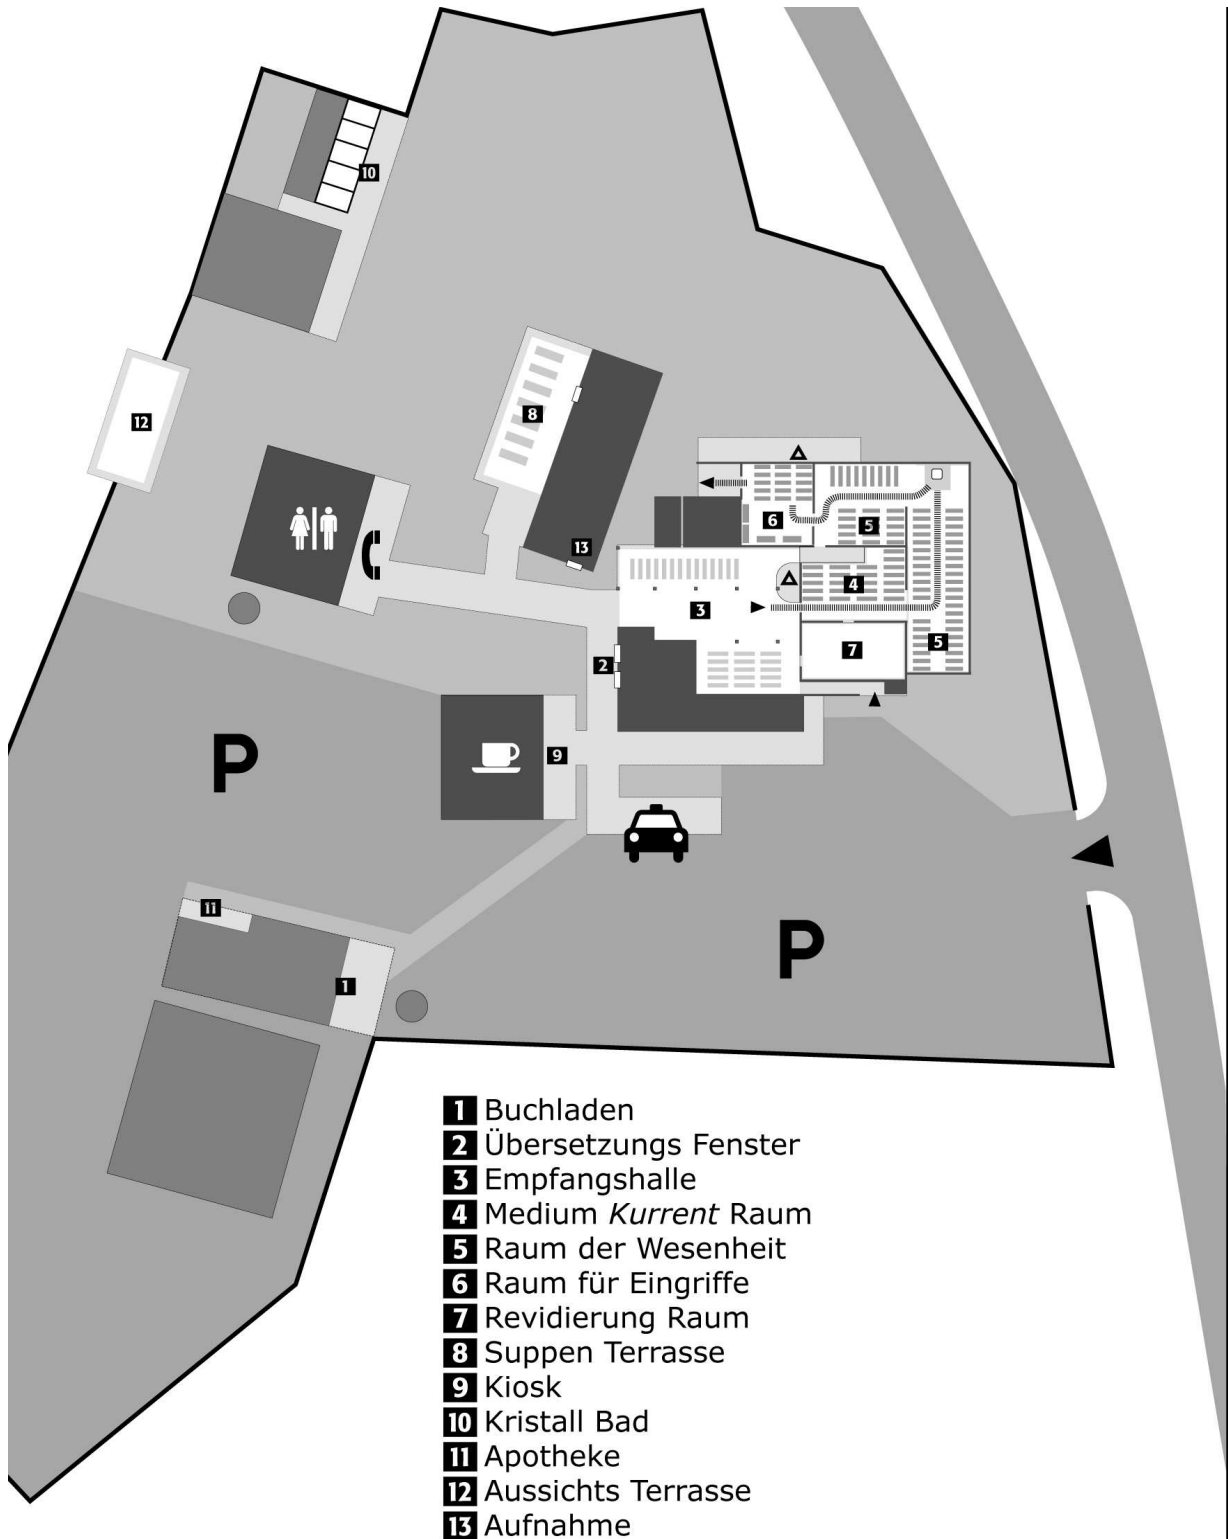 10
12
8
13
6
5
4
3
7
5
2
P
9
11
P
1
1 Buchladen
2 Übersetzungs Fenster
3 Empfangshalle
4 Medium Kurrent Raum
5 Raum der Wesenheit
6 Raum für Eingriffe
7 Revidierung Raum
8 Suppen Terrasse
9 Kiosk
10 Kristall Bad
11 Apotheke
12 Aussichts Terrasse
13 Aufnahme